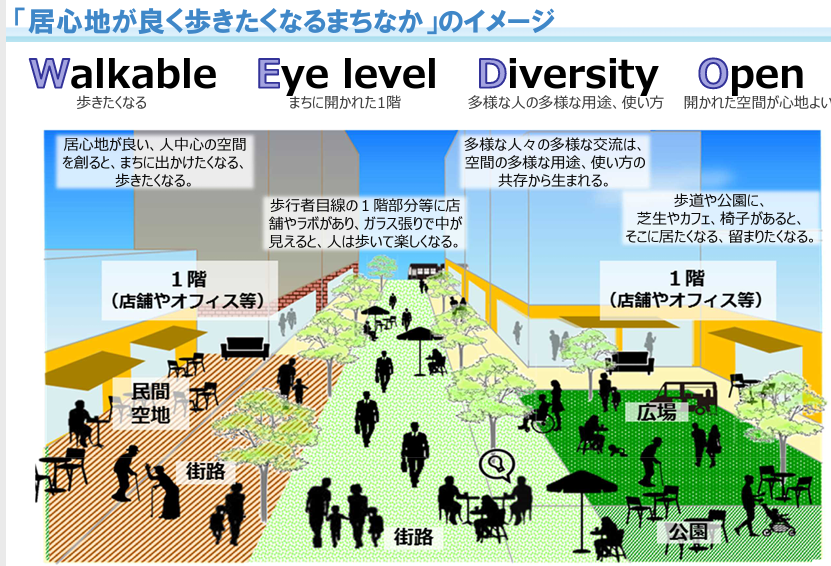 「居心地が良く歩きたくなるまちなか」のイメージ
Walkable Eye level Diversity Open
歩きたくなる まちに開かれた1階 多様な人の多様な用途、使い方 開かれた空間が心地よい
居心地が良い、人中心の空間
を創ると、まちに出かけたくなる、
歩きたくなる。
歩行者目線の1階部分等に店
舗やラボがあり、ガラス張りで中が
見えると、人は歩いて楽しくなる。
多様な人々の多様な交流は、
空間の多様な用途、使い方の
共存から生まれる。
歩道や公園に、
芝生やカフェ、椅子があると、
そこに居たくなる、留まりたくなる。
1階
(店舗やオフィス等)
1階
(店舗やオフィス等)
民間
空地
広場
街路
街路
公園